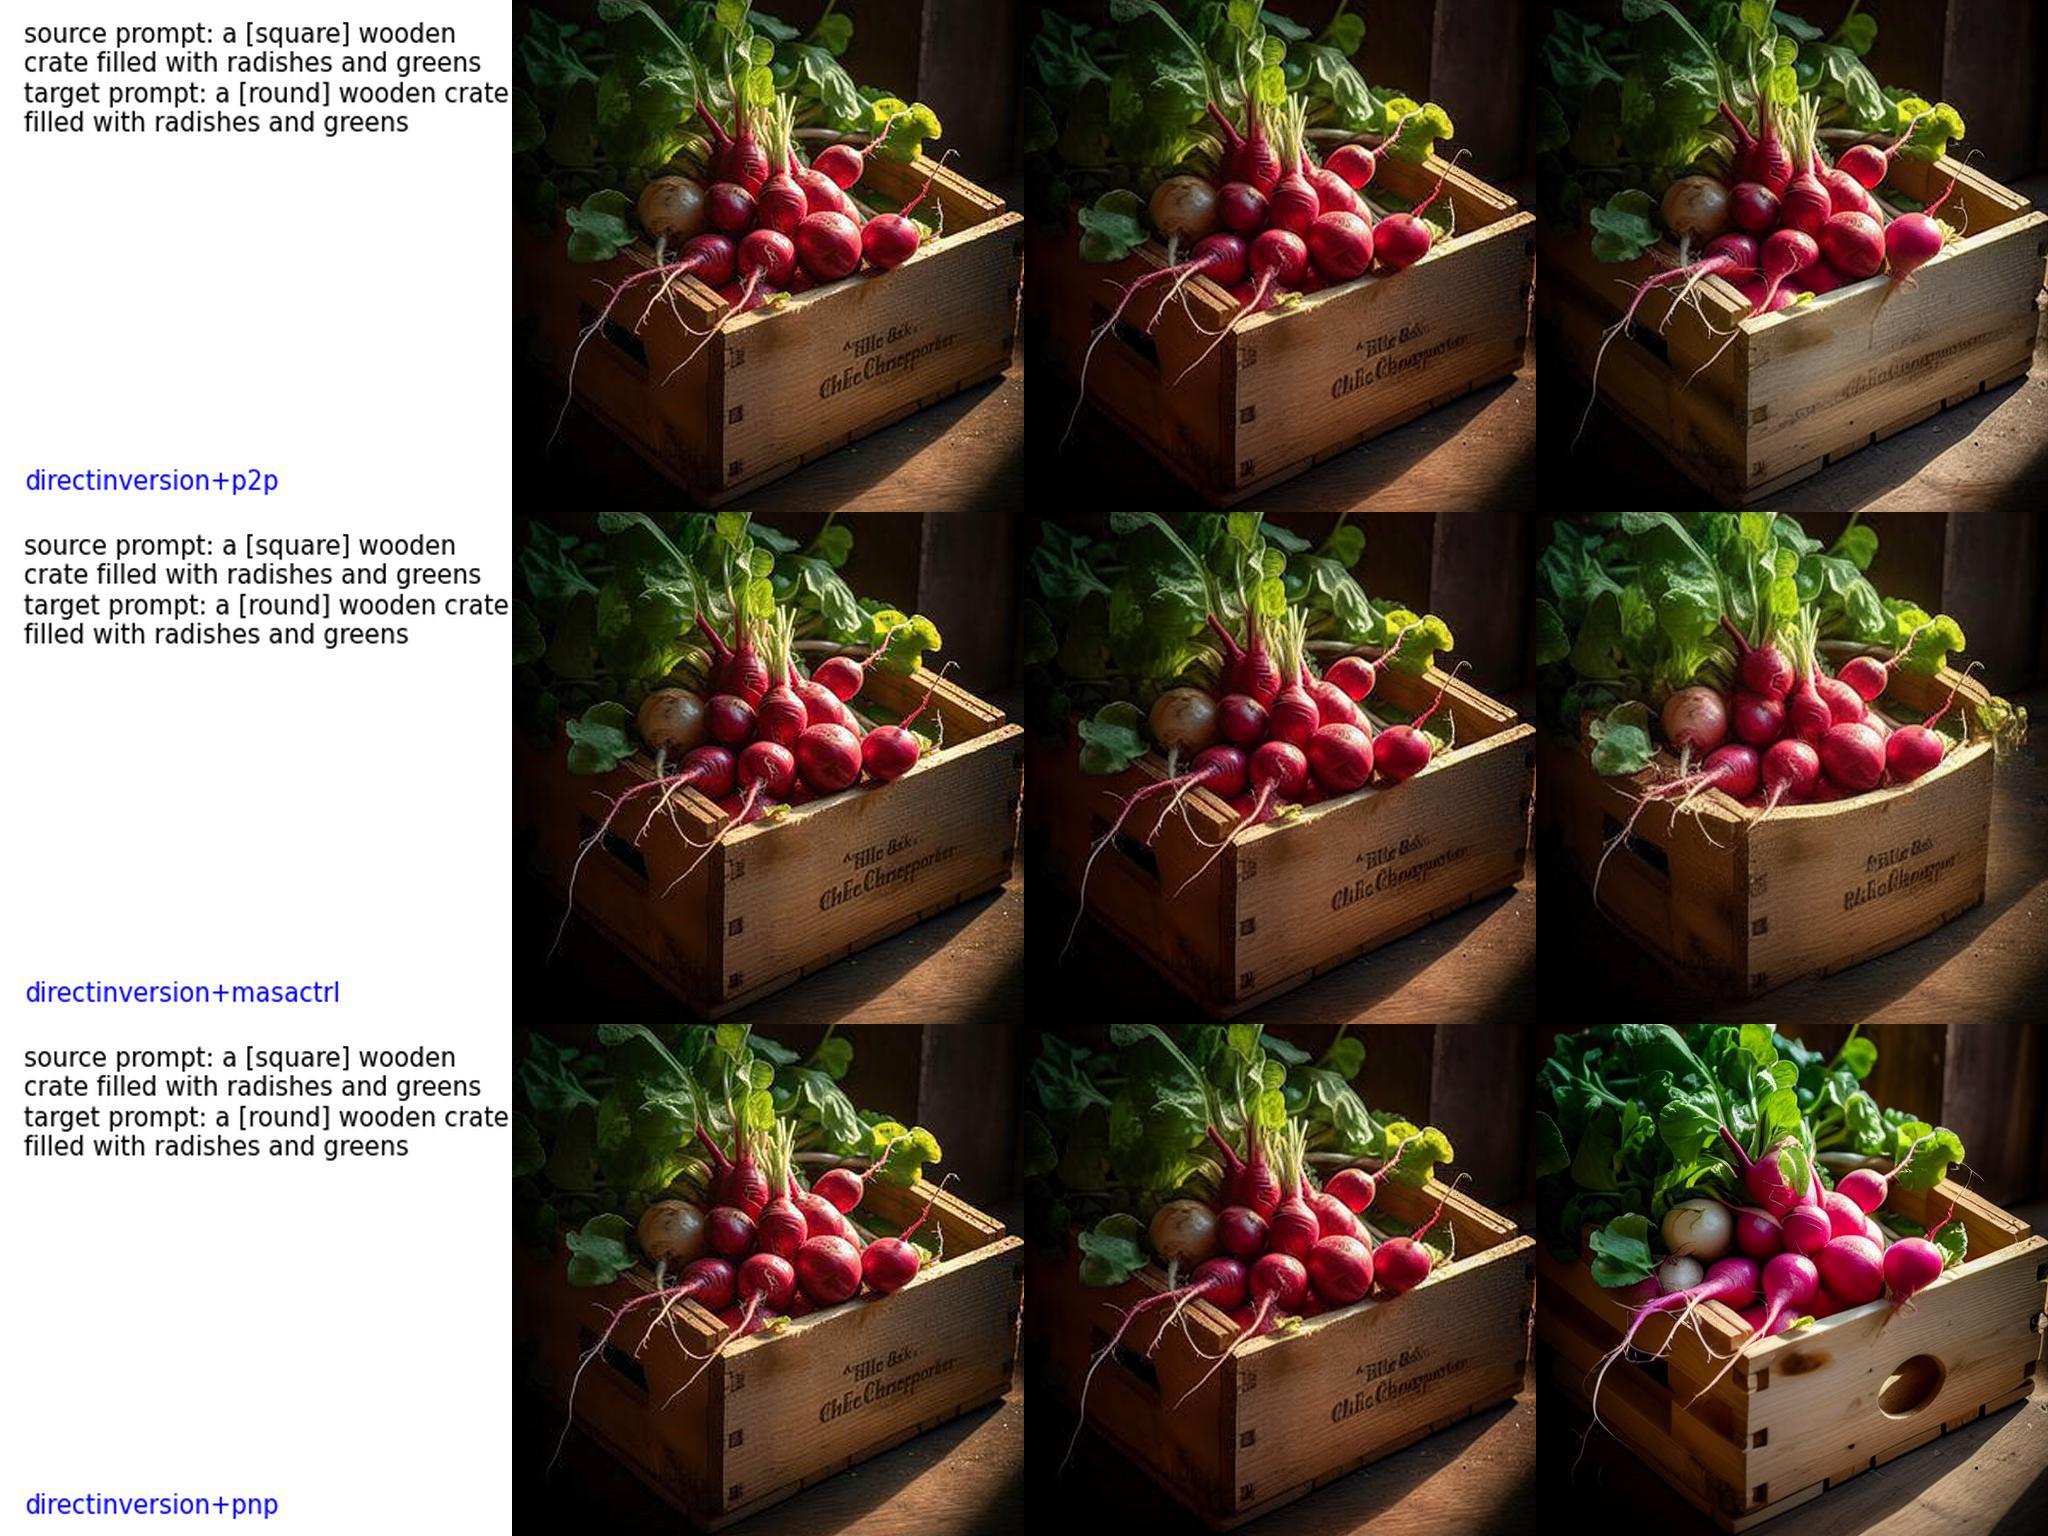 source prompt: a [square] wooden
crate filled with radishes and greens
target prompt: a [round] wooden crate
filled with radishes and greens
directinversion+p2p
source prompt: a [square] wooden
crate filled with radishes and greens
target prompt: a [round] wooden crate
filled with radishes and greens
directinversion+masactrl
source prompt: a [square] wooden
crate filled with radishes and greens
target prompt: a [round] wooden crate
filled with radishes and greens
directinversion+pnp